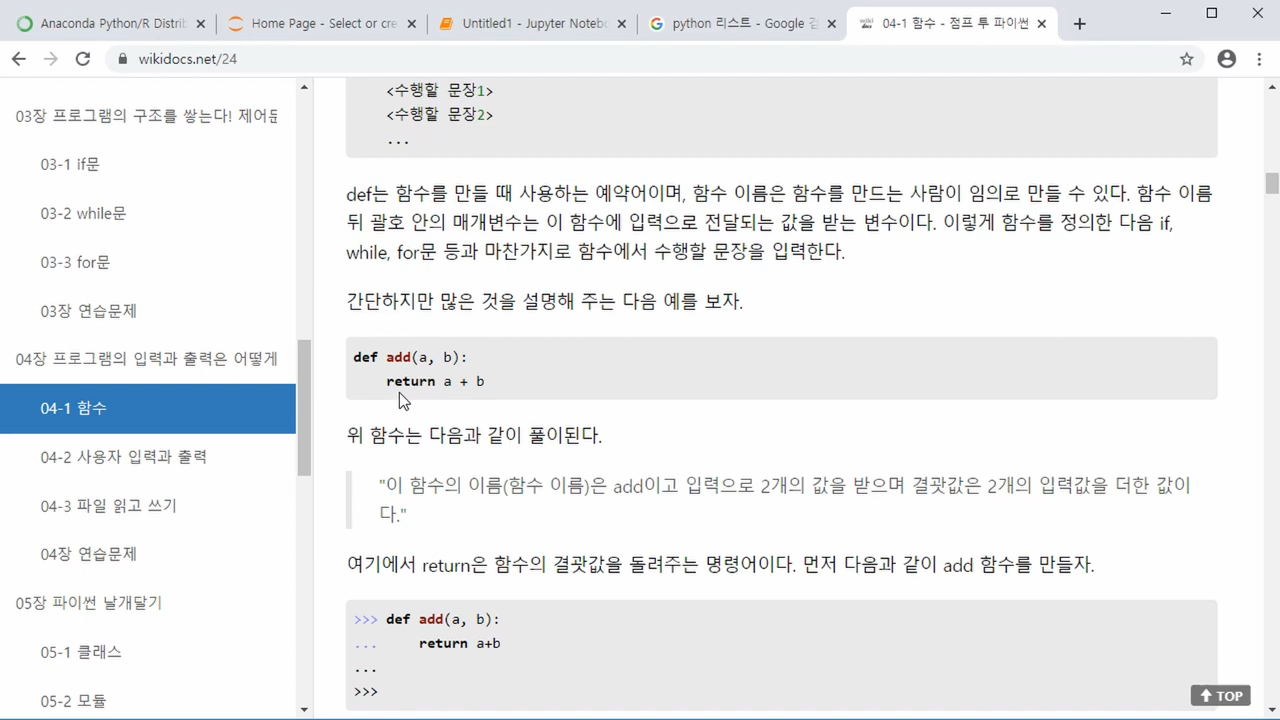 Anaconda Python/R Distrib
Home Page - Select or cre
Untitled1 - Jupyter Notebo
python 리스트 - Google 검
04-1 함수 - 점프 투 파이썬
wikidocs.net/24
03장 프로그램의 구조를 쌓는다! 제어문
03-1 if문
03-2 while문
03-3 for문
03장 연습문제
04장 프로그램의 입력과 출력은 어떻게
04-1 함수
04-2 사용자 입력과 출력
04-3 파일 읽고 쓰기
04장 연습문제
05장 파이썬 날개달기
05-1 클래스
05-2 모듈
<수행할 문장1>
<수행할 문장2>
...
def는 함수를 만들 때 사용하는 예약어이며, 함수 이름은 함수를 만드는 사람이 임의로 만들 수 있다. 함수 이름
뒤 괄호 안의 매개변수는 이 함수에 입력으로 전달되는 값을 받는 변수이다. 이렇게 함수를 정의한 다음 if,
while, for문 등과 마찬가지로 함수에서 수행할 문장을 입력한다.
간단하지만 많은 것을 설명해 주는 다음 예를 보자.
def add(a, b):
    return a + b
위 함수는 다음과 같이 풀이된다.
"이 함수의 이름(함수 이름)은 add이고 입력으로 2개의 값을 받으며 결괏값은 2개의 입력값을 더한 값이
다."
여기에서 return은 함수의 결괏값을 돌려주는 명령어이다. 먼저 다음과 같이 add 함수를 만들자.
>>> def add(a, b):
...     return a+b
...
>>>
TOP